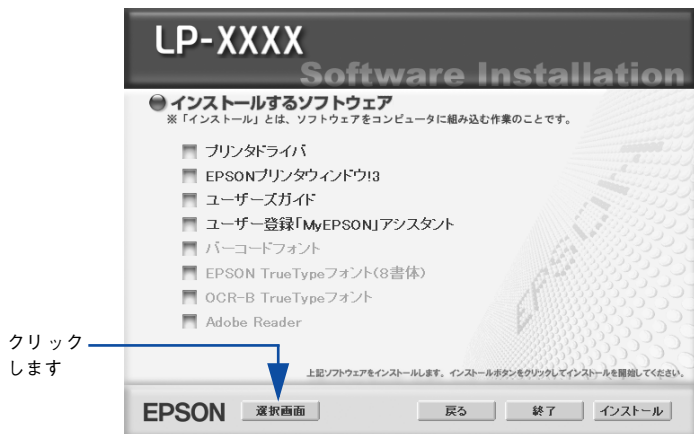 LP-XXXX
Software Installation
インストールするソフトウェア
※「インストール」とは、ソフトウェアをコンピュータに組み込む作業のことです。
プリンタドライバ
EPSONプリンタウィンドウ!3
ユーザーズガイド
ユーザー登録「MyEPSON」アシスタント
バーコードフォント
EPSON TrueTypeフォント(8書体)
OCR-B TrueTypeフォント
Adobe Reader
EPSON
クリック
します
上記ソフトウェアをインストールします。インストールボタンをクリックしてインストールを開始してください。
EPSON 選択画面 戻る 終了 インストール